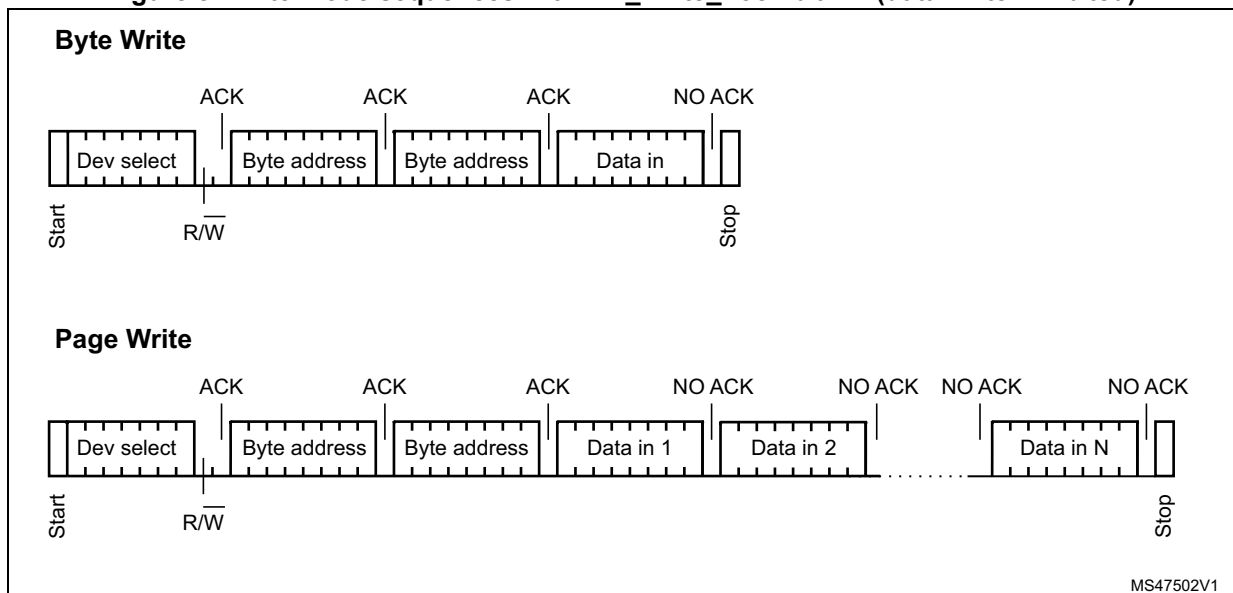 Byte Write
ACK ACK ACK NO ACK
Dev select Byte address Byte address Data in
Start R/W Stop
Page Write
ACK ACK ACK NO ACK NO ACK NO ACK NO ACK
Dev select Byte address Byte address Data in 1 Data in 2 Data in N
Start R/W Stop
MS47502V1